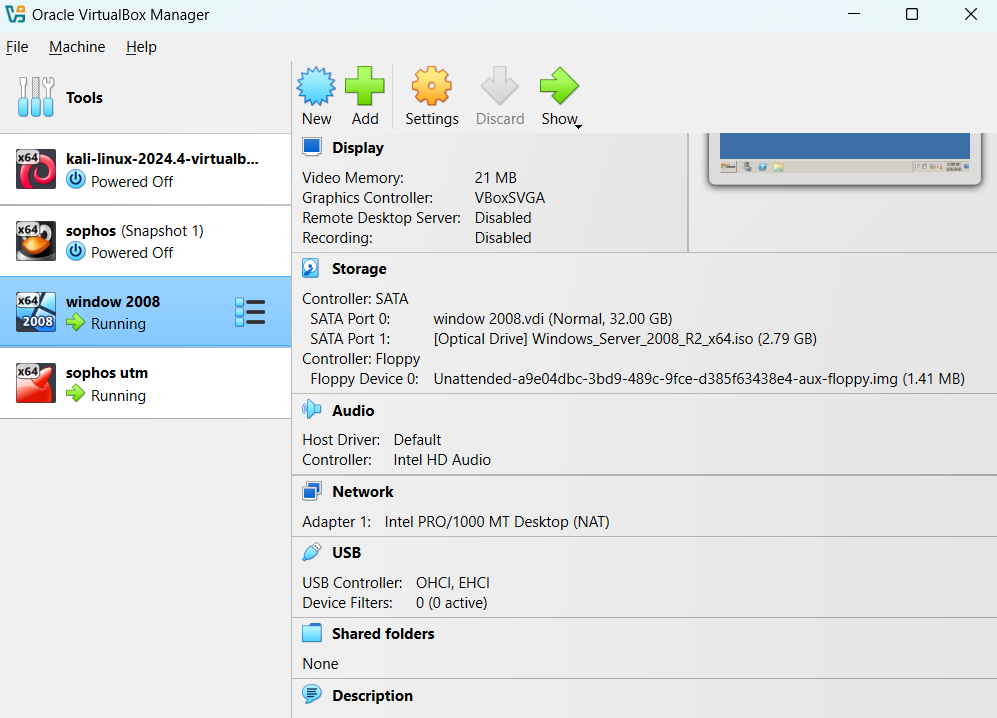 Oracle VirtualBox Manager
File Machine Help
Tools
New Add Settings Discard Show
x64
kali-linux-2024.4-virtualb...
Powered Off
x64
sophos (Snapshot 1)
Powered Off
x64
2008
window 2008
Running
x64
sophos utm
Running
Display
Video Memory: 21 MB
Graphics Controller: VBoxSVGA
Remote Desktop Server: Disabled
Recording: Disabled
Storage
Controller: SATA
SATA Port 0: window 2008.vdi (Normal, 32.00 GB)
SATA Port 1: [Optical Drive] Windows_Server_2008_R2_x64.iso (2.79 GB)
Controller: Floppy
Floppy Device 0: Unattended-a9e04dbc-3bd9-489c-9fce-d385f63438e4-aux-floppy.img (1.41 MB)
Audio
Host Driver: Default
Controller: Intel HD Audio
Network
Adapter 1: Intel PRO/1000 MT Desktop (NAT)
USB
USB Controller: OHCI, EHCI
Device Filters: 0 (0 active)
Shared folders
None
Description